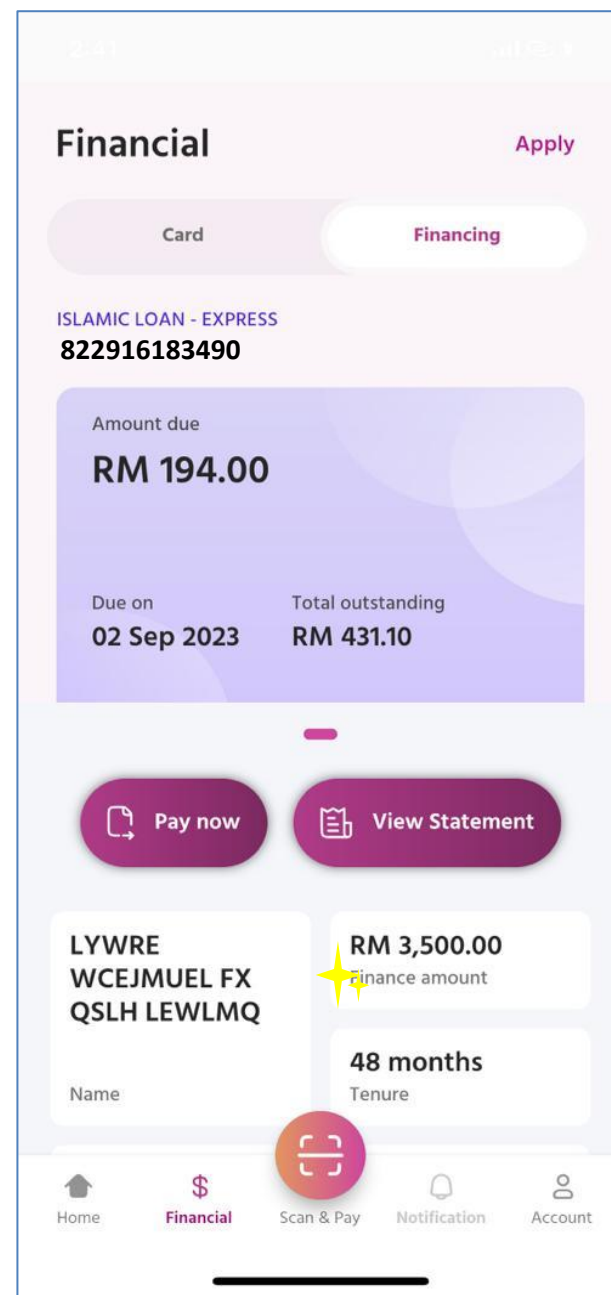 Financial
Apply
Card
Financing
ISLAMIC LOAN - EXPRESS
822916183490
Amount due
RM 194.00
Due on
Total outstanding
02 Sep 2023
RM 431.10
Pay now
View Statement
LYWRE
WCEJMUEL FX
QSLH LEWLMQ
Name
RM 3,500.00
Finance amount
48 months
Tenure
Home
Financial
Scan & Pay
Notification
Account